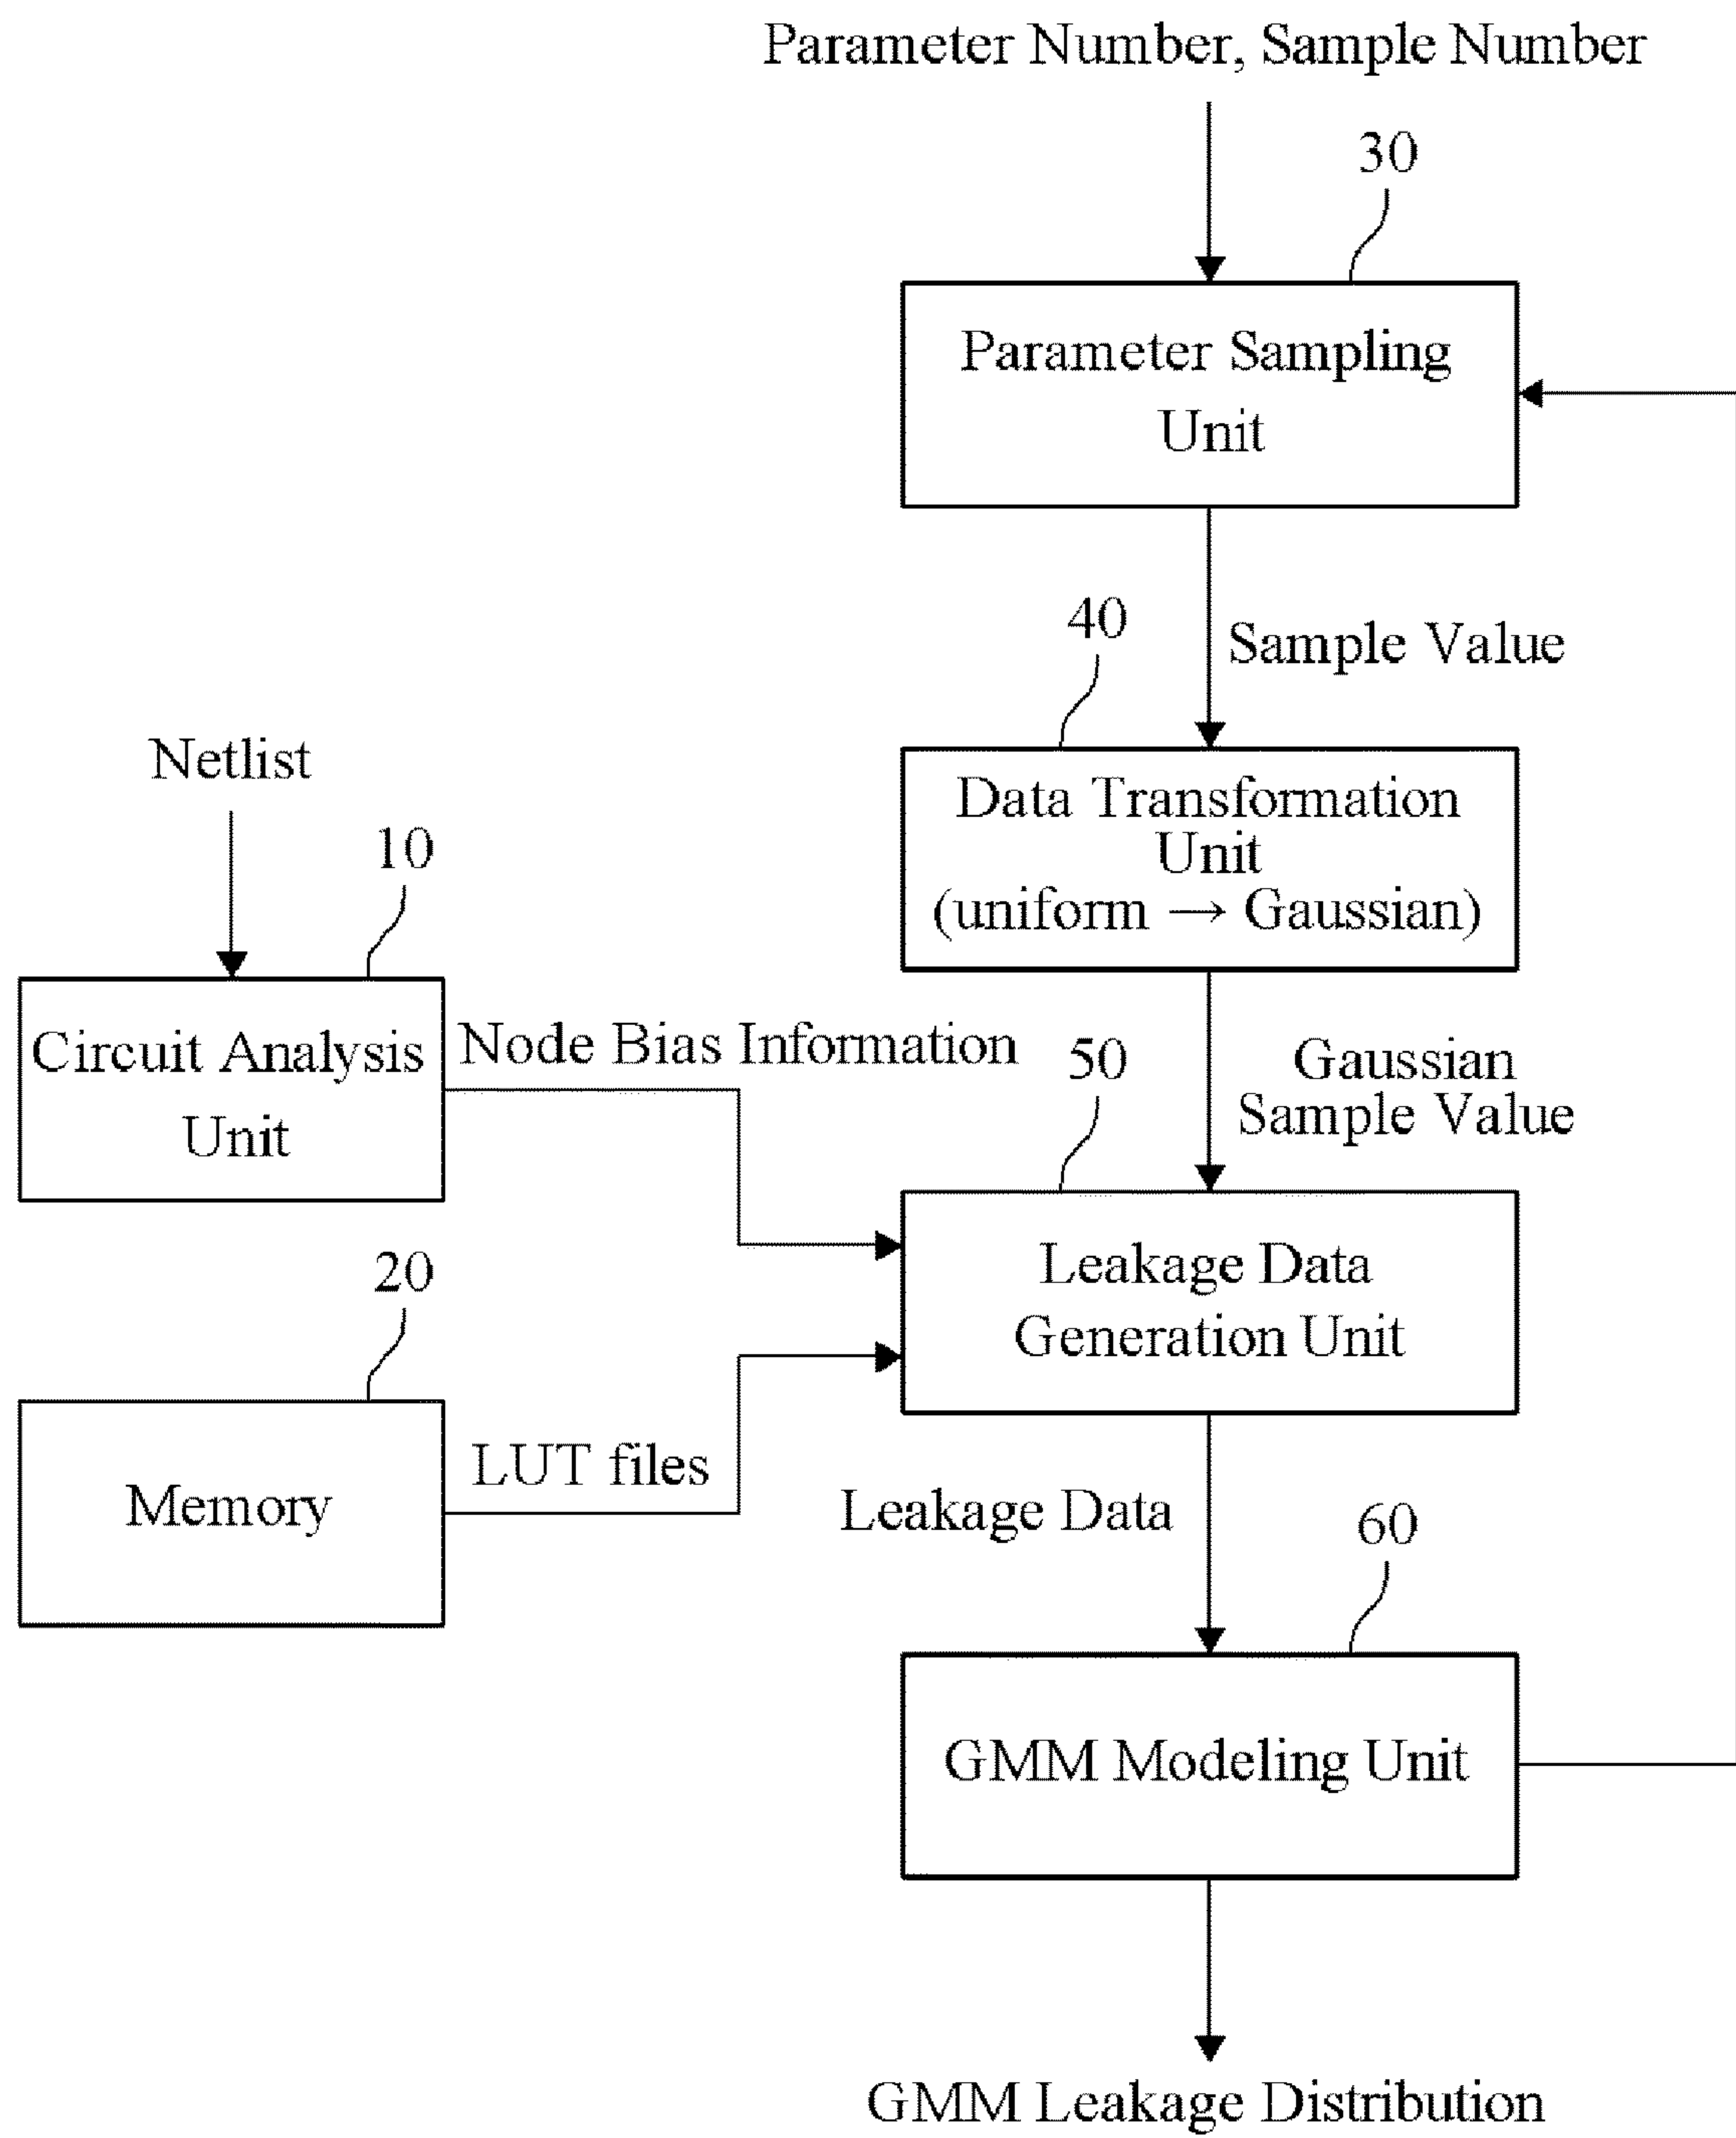 Parameter Number, Sample Number
30
Parameter Sampling
Unit
40
Sample Value
Netlist
Data Transformation
Unit
(uniform → Gaussian)
10
Circuit Analysis
Unit
Node Bias Information
50
Gaussian
Sample Value
20
Leakage Data
Generation Unit
Memory
LUT files
Leakage Data
60
GMM Modeling Unit
GMM Leakage Distribution